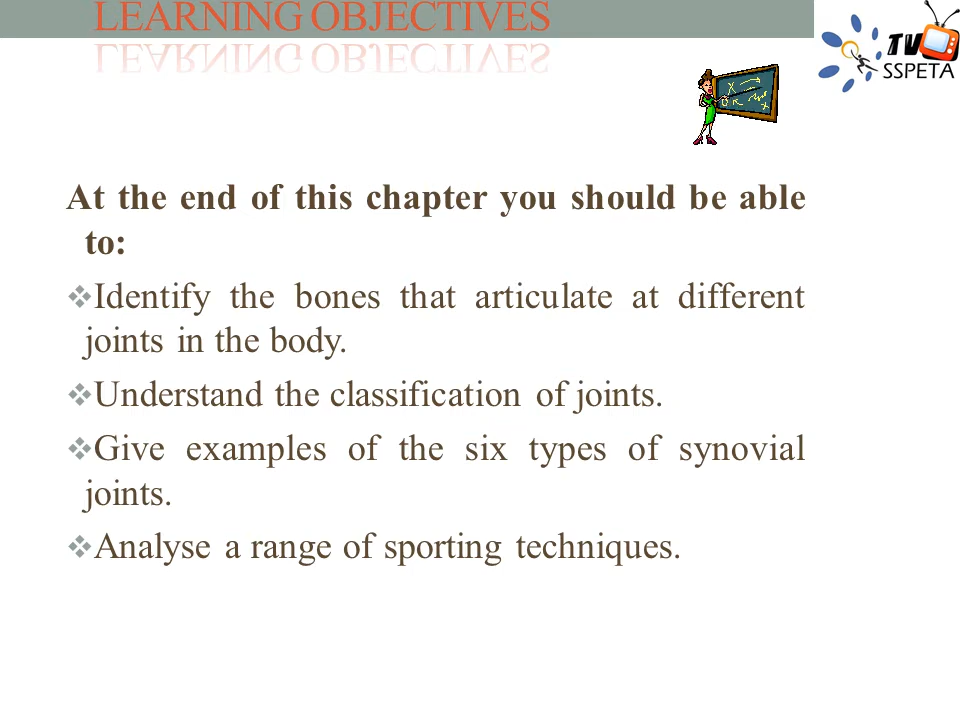 LEARNING OBJECTIVES
TV
SSPETA
At the end of this chapter you should be able
to:
❖Identify the bones that articulate at different
joints in the body.
❖Understand the classification of joints.
❖Give examples of the six types of synovial
joints.
❖Analyse a range of sporting techniques.